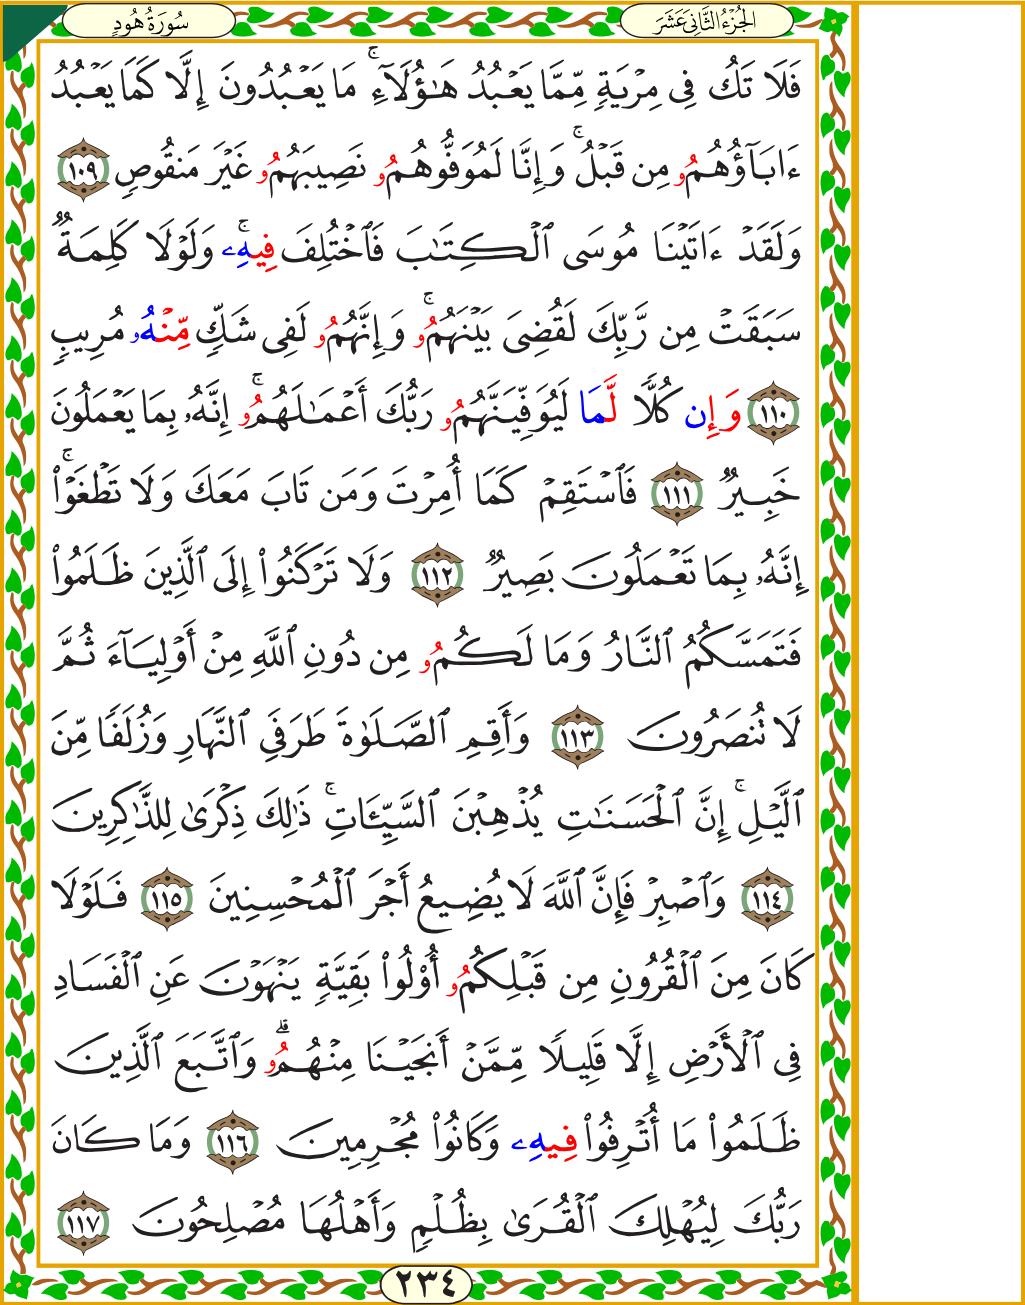 الجُزْءُ الثَّانِيَ عَشَرَ
سُورَةُ هُودٍ
فَلَا تَكُ فِى مِرْيَةٍ مِّمَّا يَعْبُدُ هَـٰٓؤُلَآءِۚ مَا يَعْبُدُونَ إِلَّا كَمَا يَعْبُدُ
ءَابَآؤُهُمُۥ مِن قَبْلُۚ وَإِنَّا لَمُوَفُّوهُمُۥ نَصِيبَهُمُۥ غَيْرَ مَنقُوصٍ ١٠٩
وَلَقَدْ ءَاتَيْنَا مُوسَى ٱلْكِتَـٰبَ فَٱخْتُلِفَ فِيهِۦۚ وَلَوْلَا كَلِمَةٌ
سَبَقَتْ مِن رَّبِّكَ لَقُضِىَ بَيْنَهُمُۥۚ وَإِنَّهُمُۥ لَفِى شَكٍّ مِّنْهُۥ مُرِيبٍ
١١٠ وَإِن كُلًّا لَّمَا لَيُوَفِّيَنَّهُمُۥ رَبُّكَ أَعْمَـٰلَهُمُۥۚ إِنَّهُۥ بِمَا يَعْمَلُونَ
خَبِيرٌ ١١١ فَٱسْتَقِمْ كَمَا أُمِرْتَ وَمَن تَابَ مَعَكَ وَلَا تَطْغَوْا۟ۚ
إِنَّهُۥ بِمَا تَعْمَلُونَ بَصِيرٌ ١١٢ وَلَا تَرْكَنُوا۟ إِلَى ٱلَّذِينَ ظَلَمُوا۟
فَتَمَسَّكُمُ ٱلنَّارُ وَمَا لَكُمُۥ مِن دُونِ ٱللَّهِ مِنْ أَوْلِيَآءَ ثُمَّ
لَا تُنصَرُونَ ١١٣ وَأَقِمِ ٱلصَّلَوٰةَ طَرَفَىِ ٱلنَّهَارِ وَزُلَفًا مِّنَ
ٱلَّيْلِۚ إِنَّ ٱلْحَسَنَـٰتِ يُذْهِبْنَ ٱلسَّيِّـَٔاتِۚ ذَٰلِكَ ذِكْرَىٰ لِلذَّٰكِرِينَ
١١٤ وَٱصْبِرْ فَإِنَّ ٱللَّهَ لَا يُضِيعُ أَجْرَ ٱلْمُحْسِنِينَ ١١٥ فَلَوْلَا
كَانَ مِنَ ٱلْقُرُونِ مِن قَبْلِكُمُۥ أُو۟لُوا۟ بَقِيَّةٍ يَنْهَوْنَ عَنِ ٱلْفَسَادِ
فِى ٱلْأَرْضِ إِلَّا قَلِيلًا مِّمَّنْ أَنجَيْنَا مِنْهُمُۥۗ وَٱتَّبَعَ ٱلَّذِينَ
ظَلَمُوا۟ مَا أُتْرِفُوا۟ فِيهِۦ وَكَانُوا۟ مُجْرِمِينَ ١١٦ وَمَا كَانَ
رَبُّكَ لِيُهْلِكَ ٱلْقُرَىٰ بِظُلْمٍ وَأَهْلُهَا مُصْلِحُونَ ١١٧
٢٣٤